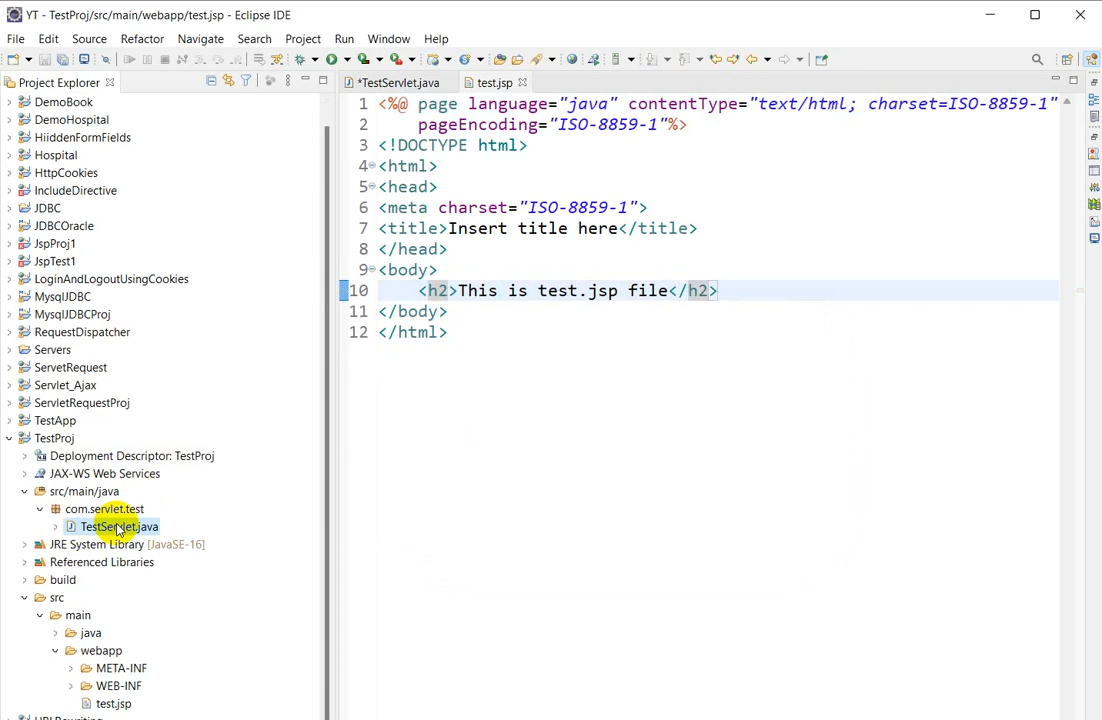 YT - TestProj/src/main/webapp/test.jsp - Eclipse IDE
File Edit Source Refactor Navigate Search Project Run Window Help
Project Explorer
*TestServlet.java
test.jsp
DemoBook
DemoHospital
HiidenFormFields
Hospital
HttpCookies
IncludeDirective
JDBC
JDBCOracle
JspProj1
JspTest1
LoginAndLogoutUsingCookies
MysqlJDBC
MysqlJDBCProj
RequestDispatcher
Servers
ServetRequest
Servlet_Ajax
ServletRequestProj
TestApp
TestProj
Deployment Descriptor: TestProj
JAX-WS Web Services
src/main/java
com.servlet.test
TestServlet.java
JRE System Library [JavaSE-16]
Referenced Libraries
build
src
main
java
webapp
META-INF
WEB-INF
test.jsp
1 <%@ page language="java" contentType="text/html; charset=ISO-8859-1"
2 pageEncoding="ISO-8859-1"%>
3 <!DOCTYPE html>
4 <html>
5 <head>
6 <meta charset="ISO-8859-1">
7 <title>Insert title here</title>
8 </head>
9 <body>
10 <h2>This is test.jsp file</h2>
11 </body>
12 </html>